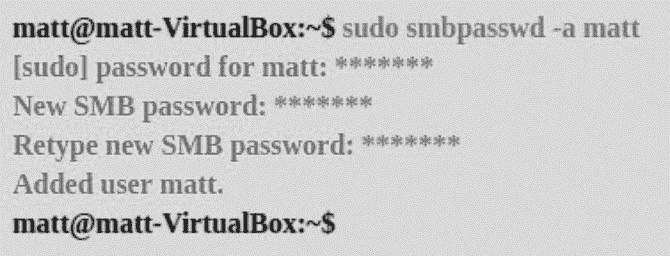 matt@matt-VirtualBox:~$ sudo smbpasswd -a matt
[sudo] password for matt: *******
New SMB password: *******
Retype new SMB password: *******
Added user matt.
matt@matt-VirtualBox:~$